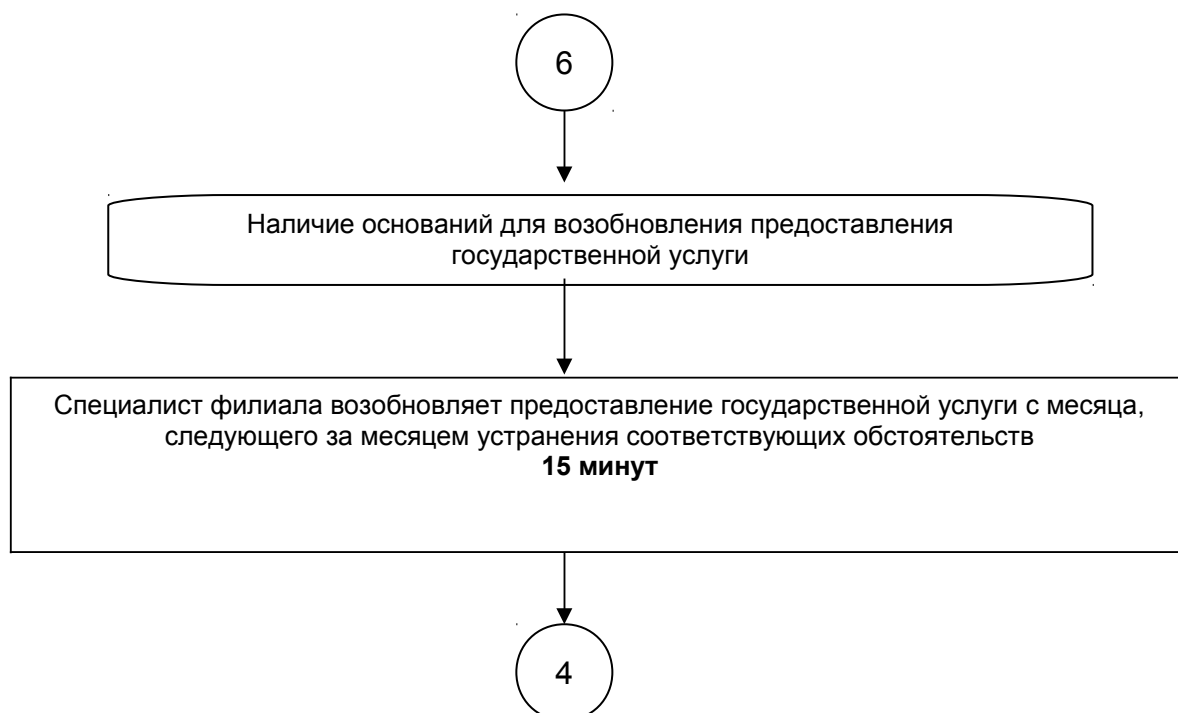 6
Наличие оснований для возобновления предоставления
государственной услуги
Специалист филиала возобновляет предоставление государственной услуги с месяца,
следующего за месяцем устранения соответствующих обстоятельств
15 минут
4